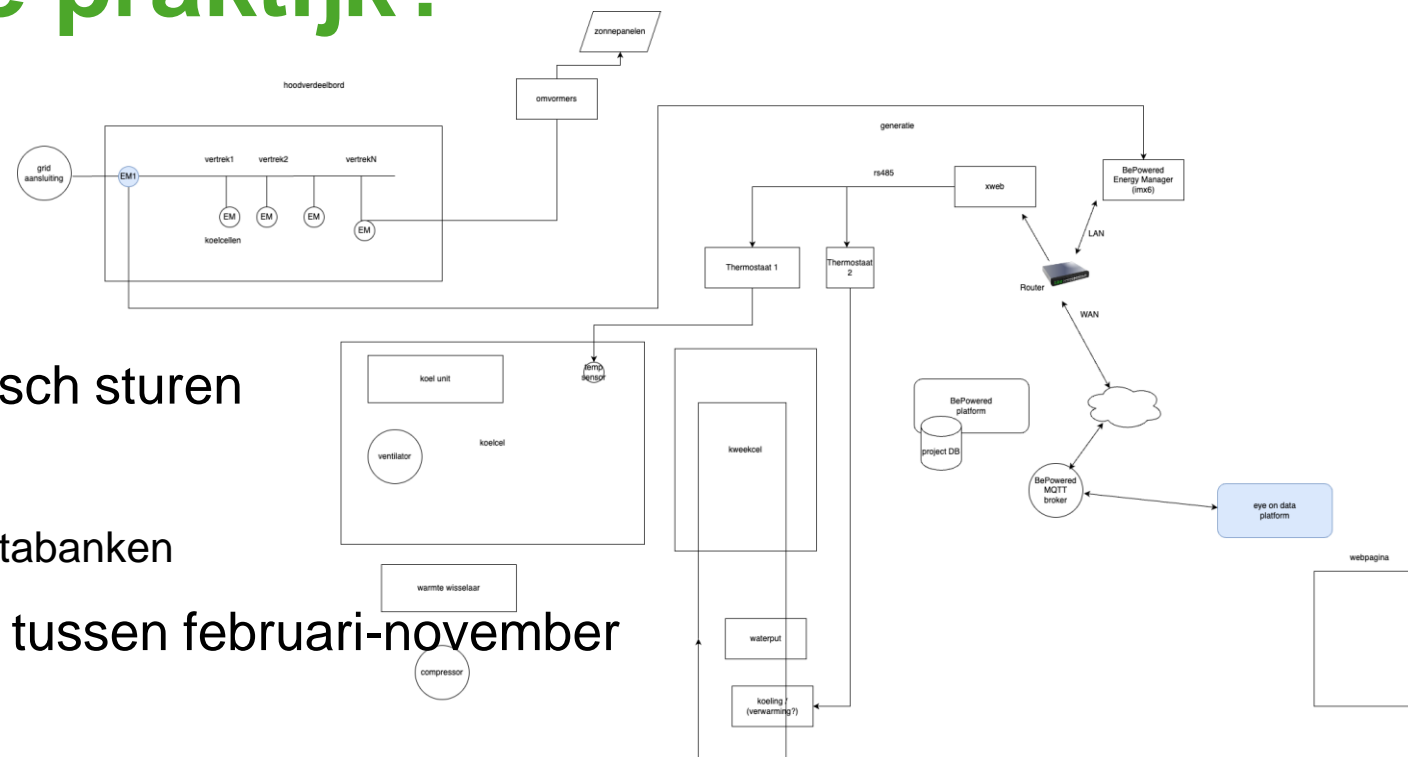 e praktijk?
zonnepanelen
hoodverdeelbord
omvormers
generatie
grid
aansluiting
EM1
vertrek1
vertrek2
vertrekN
EM
EM
EM
EM
koelcellen
rs485
xweb
BePowered
Energy Manager
(imx6)
LAN
Thermostaat 1
Thermostaat
2
Router
WAN
isch sturen
koel unit
temp
sensor
koelcel
ventilator
kweekcel
BePowered
platform
project DB
BePowered
MQTT
broker
eye on data
platform
tabanken
webpagina
warmte wisselaar
tussen februari-november
waterput
compressor
koeling /
(verwarming?)